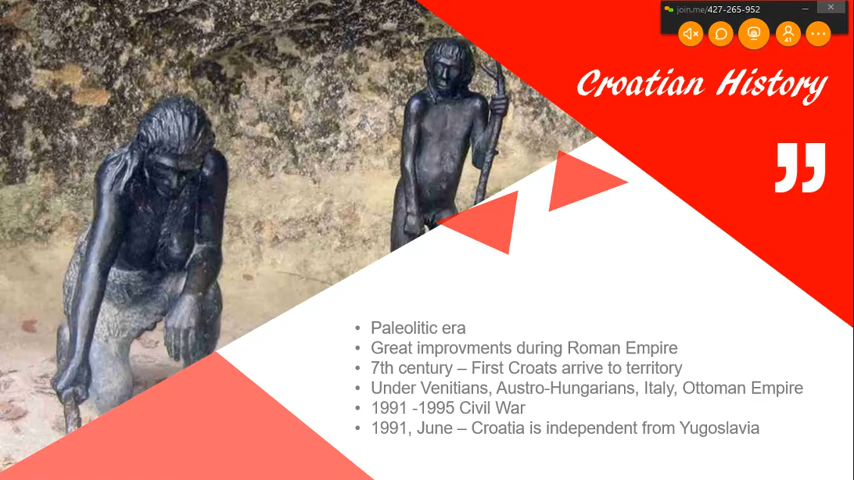 join.me/427-265-952
41
Croatian History
”
• Paleolitic era
• Great improvments during Roman Empire
• 7th century – First Croats arrive to territory
• Under Venitians, Austro-Hungarians, Italy, Ottoman Empire
• 1991 -1995 Civil War
• 1991, June – Croatia is independent from Yugoslavia